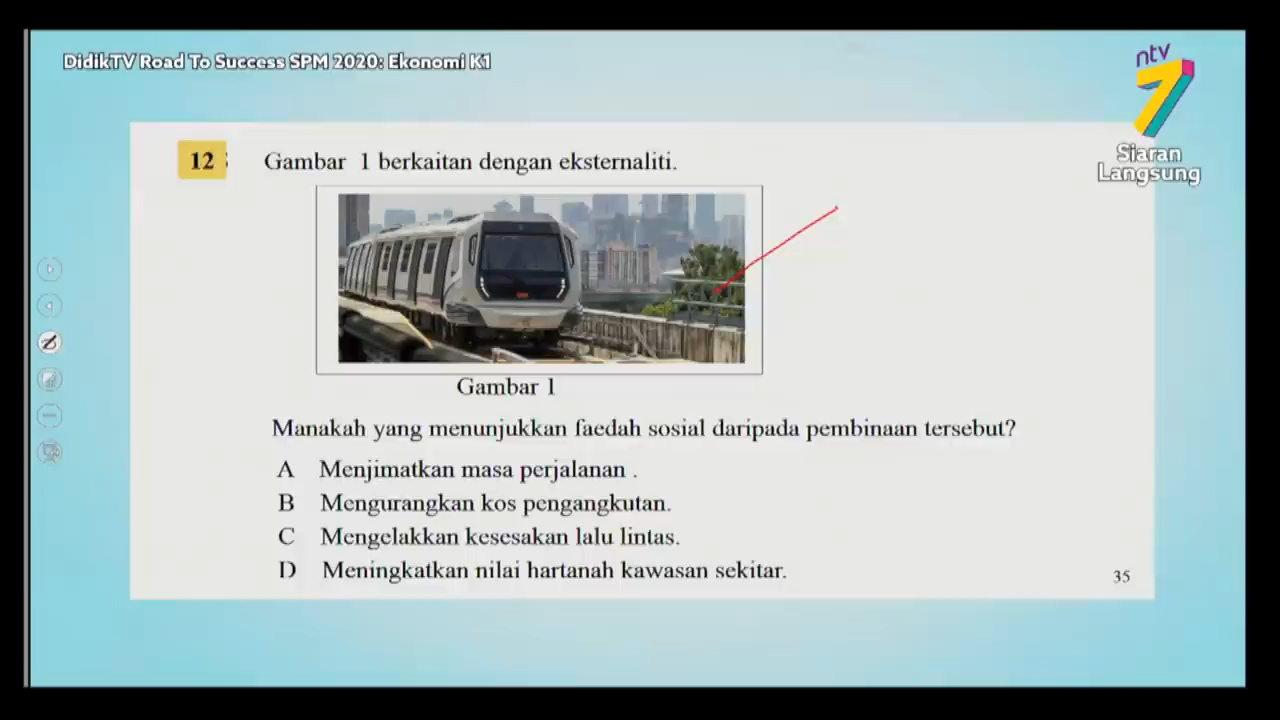 DidikTV Road To Success SPM 2020: Ekonomi K1
ntv
7
Siaran
Langsung
12 Gambar 1 berkaitan dengan eksternaliti.
Gambar 1
Manakah yang menunjukkan faedah sosial daripada pembinaan tersebut?
A Menjimatkan masa perjalanan .
B Mengurangkan kos pengangkutan.
C Mengelakkan kesesakan lalu lintas.
D Meningkatkan nilai hartanah kawasan sekitar.
35